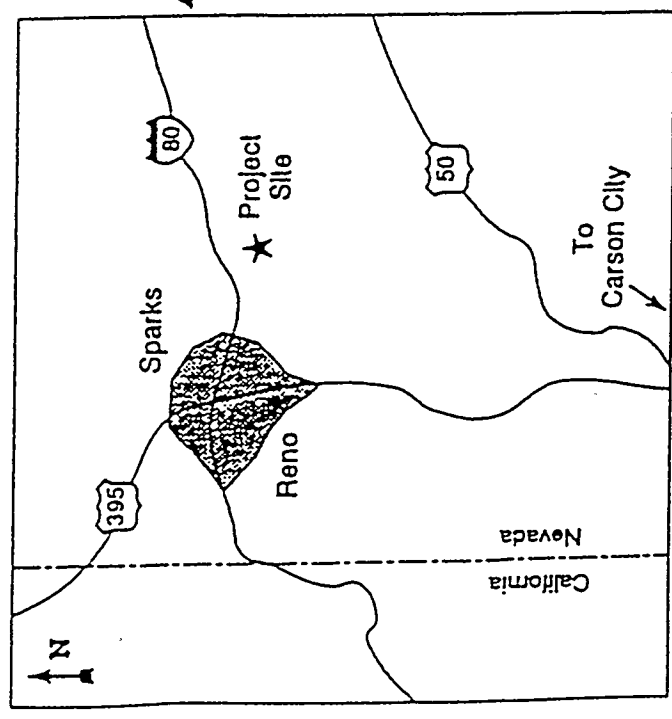 N
395
Sparks
80
Project
Site
Reno
50
California
Nevada
To
Carson City